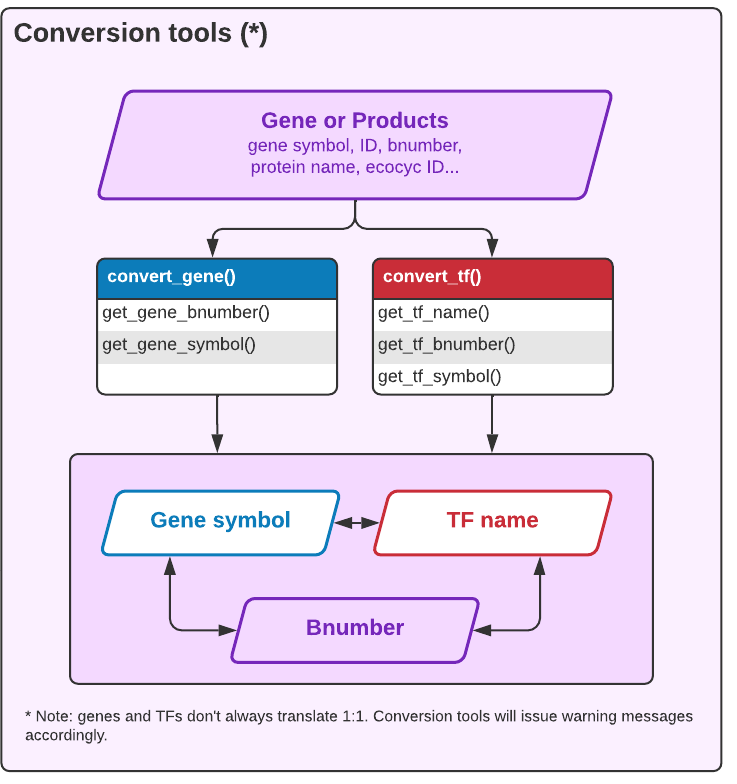 Conversion tools (*)
Gene or Products
gene symbol, ID, bnumber,
protein name, ecocyc ID...
convert_gene()
get_gene_bnumber()
get_gene_symbol()
convert_tf()
get_tf_name()
get_tf_bnumber()
get_tf_symbol()
Gene symbol
TF name
Bnumber
* Note: genes and TFs don't always translate 1:1. Conversion tools will issue warning messages
accordingly.